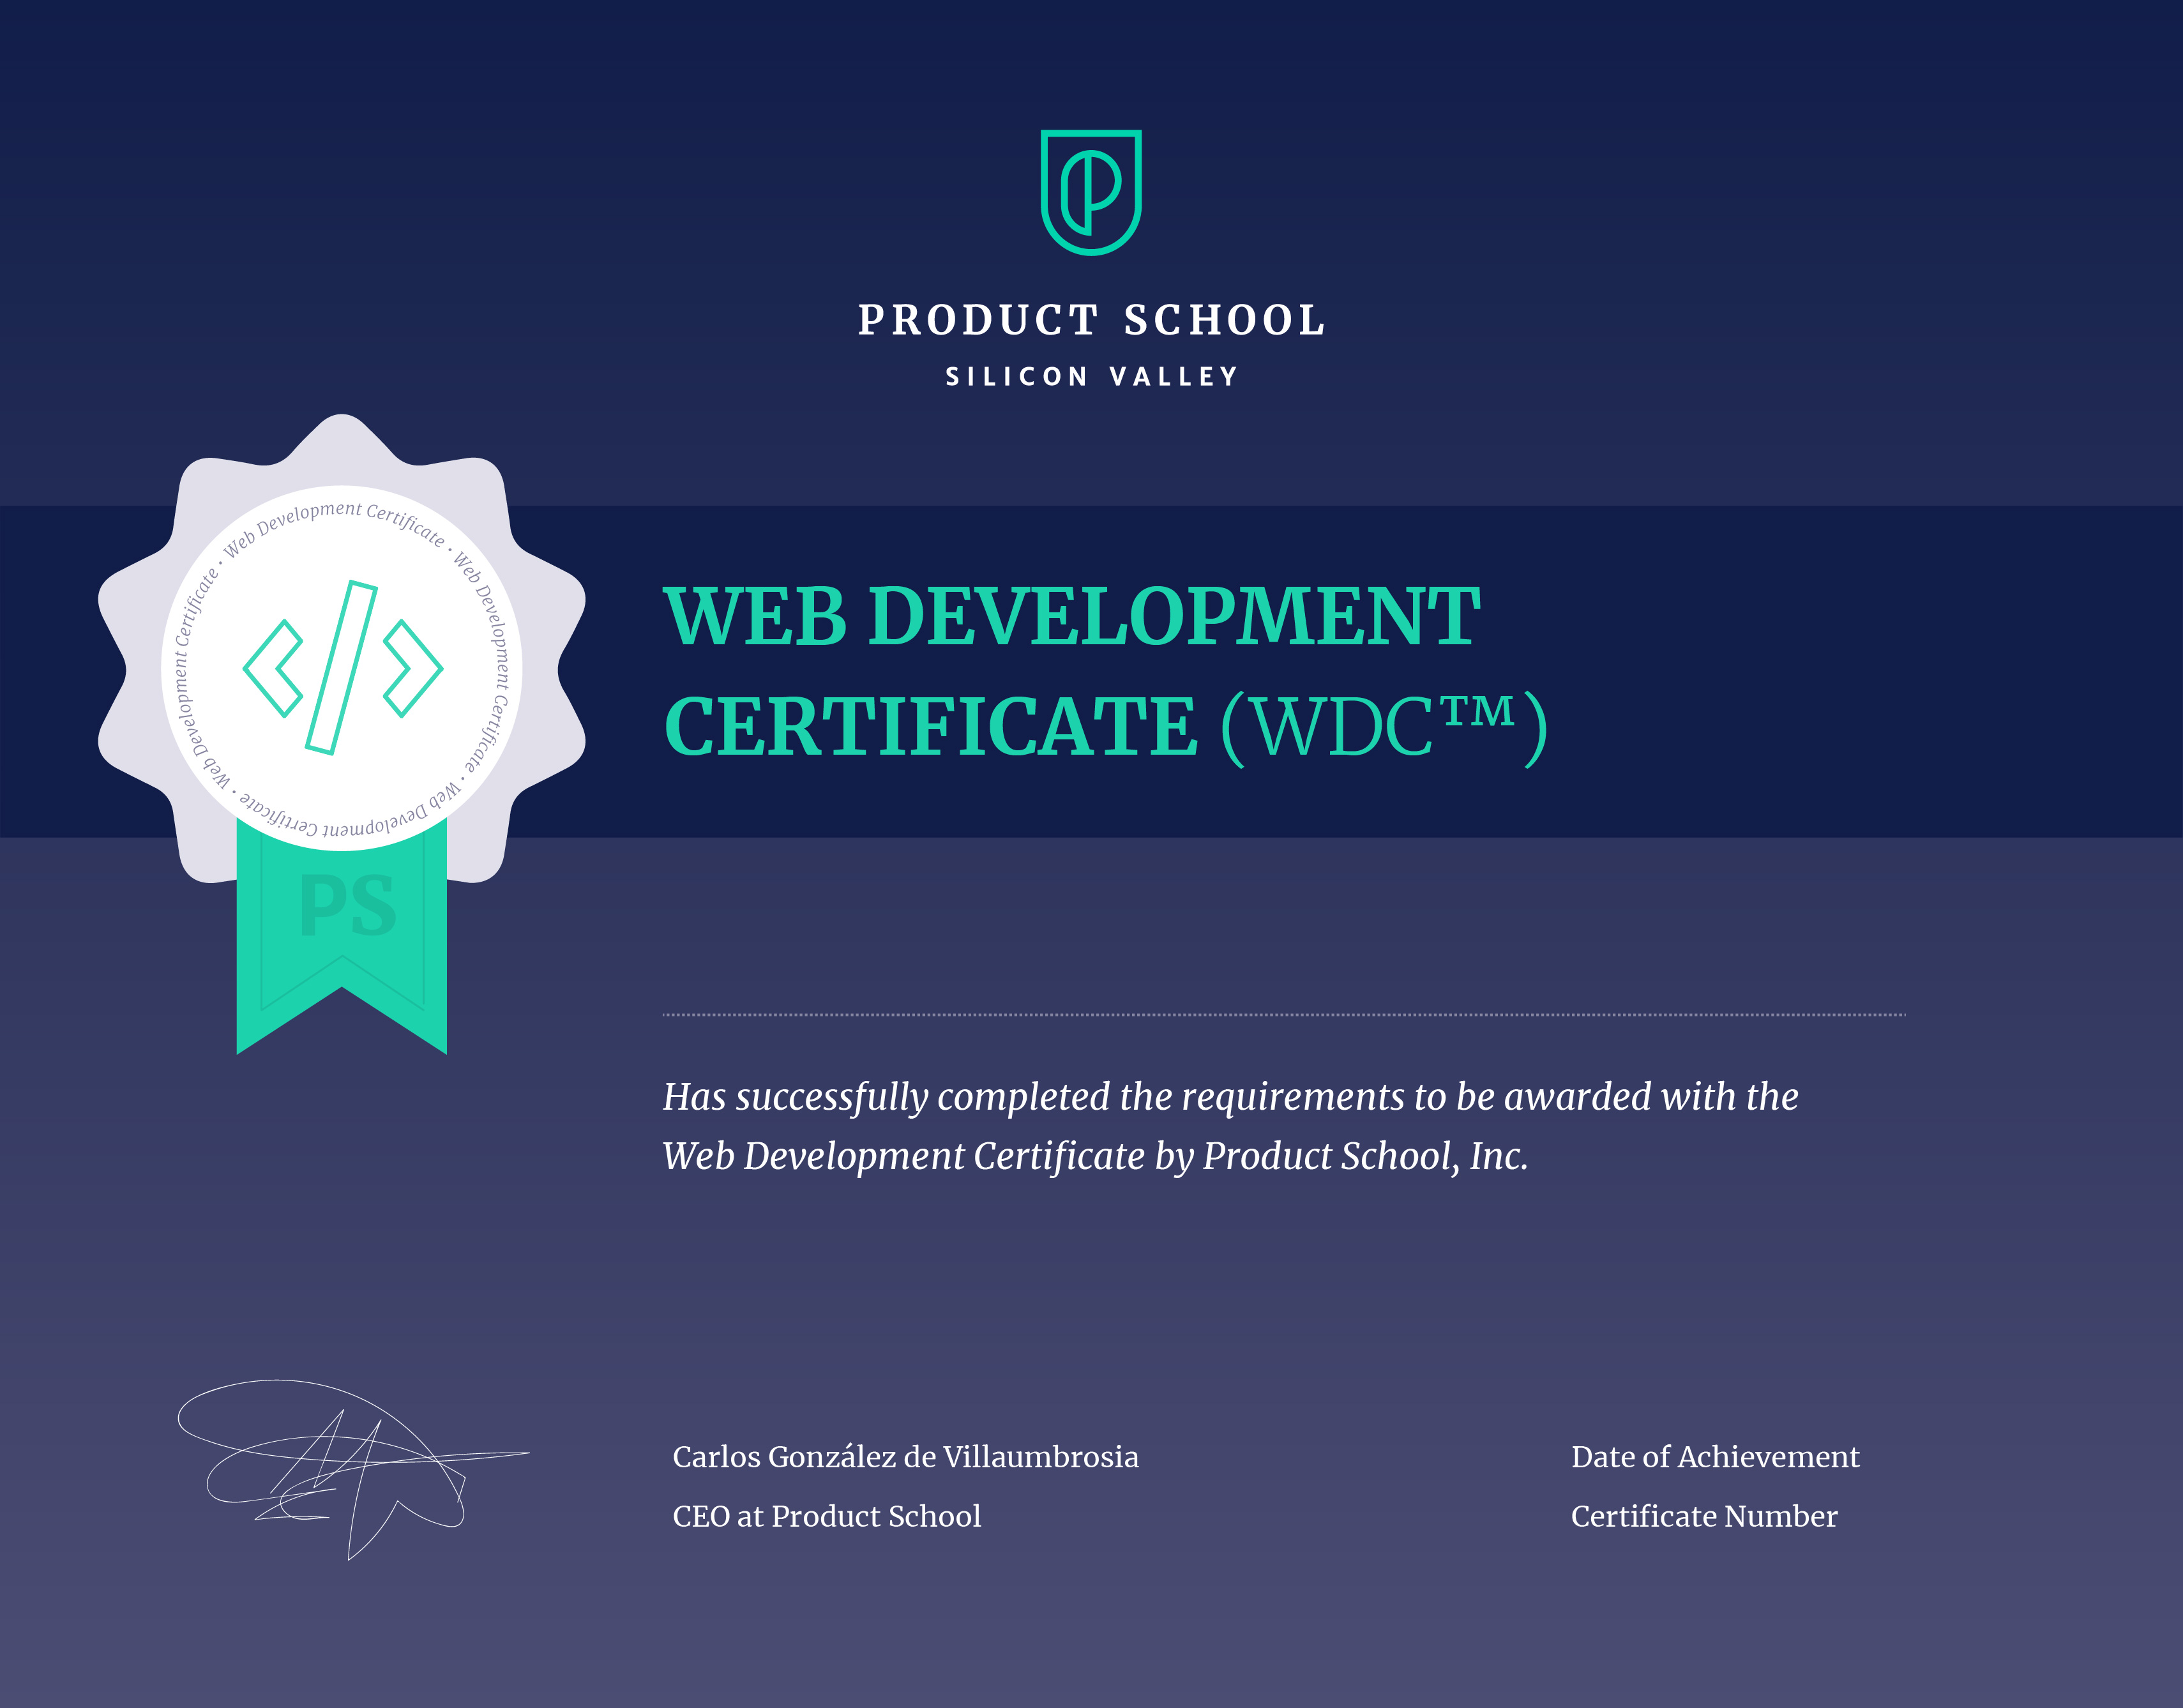 PRODUCT SCHOOL
SILICON VALLEY
Web Development Certificate • Web Development Certificate • Web Development Certificate • Web Development Certificate •
WEB DEVELOPMENT
CERTIFICATE (WDC™)
PS
Has successfully completed the requirements to be awarded with the
Web Development Certificate by Product School, Inc.
Carlos González de Villaumbrosia
CEO at Product School
Date of Achievement
Certificate Number